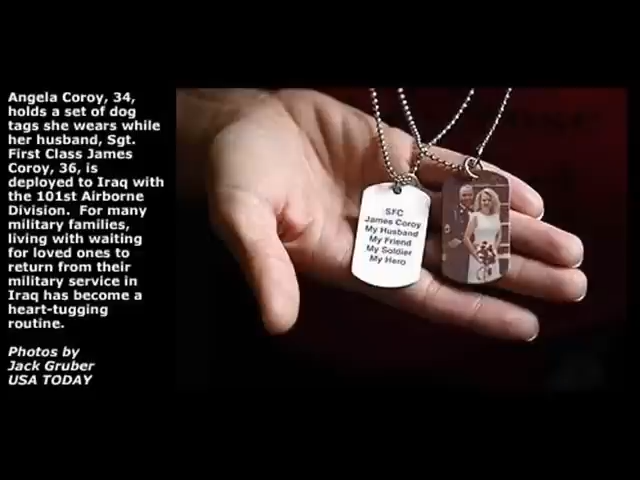 Angela Coroy, 34,
holds a set of dog
tags she wears while
her husband, Sgt.
First Class James
Coroy, 36, is
deployed to Iraq with
the 101st Airborne
Division.  For many
military families,
living with waiting
for loved ones to
return from their
military service in
Iraq has become a
heart-tugging
routine.
Photos by
Jack Gruber
USA TODAY
SFC
James Coroy
My Husband
My Friend
My Soldier
My Hero